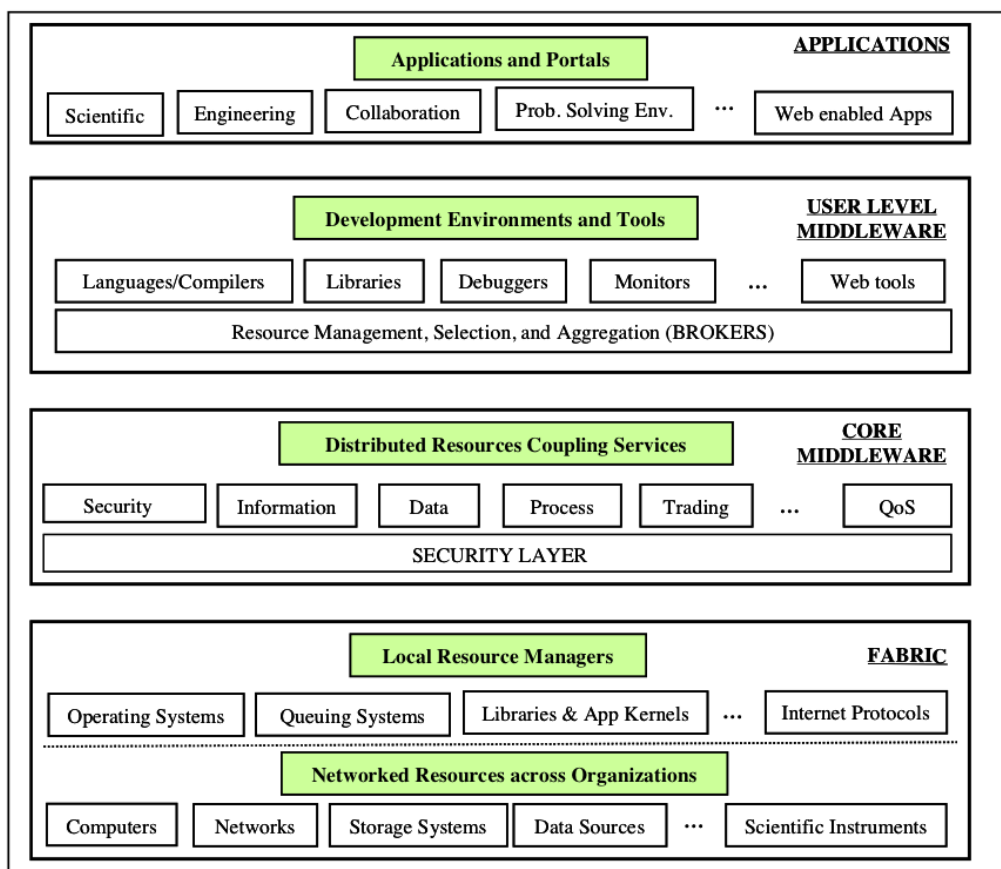 APPLICATIONS
Applications and Portals
Scientific
Engineering
Collaboration
Prob. Solving Env.
...
Web enabled Apps
USER LEVEL
MIDDLEWARE
Development Environments and Tools
Languages/Compilers
Libraries
Debuggers
Monitors
...
Web tools
Resource Management, Selection, and Aggregation (BROKERS)
CORE
MIDDLEWARE
Distributed Resources Coupling Services
Security
Information
Data
Process
Trading
...
QoS
SECURITY LAYER
FABRIC
Local Resource Managers
Operating Systems
Queuing Systems
Libraries & App Kernels
...
Internet Protocols
Networked Resources across Organizations
Computers
Networks
Storage Systems
Data Sources
...
Scientific Instruments